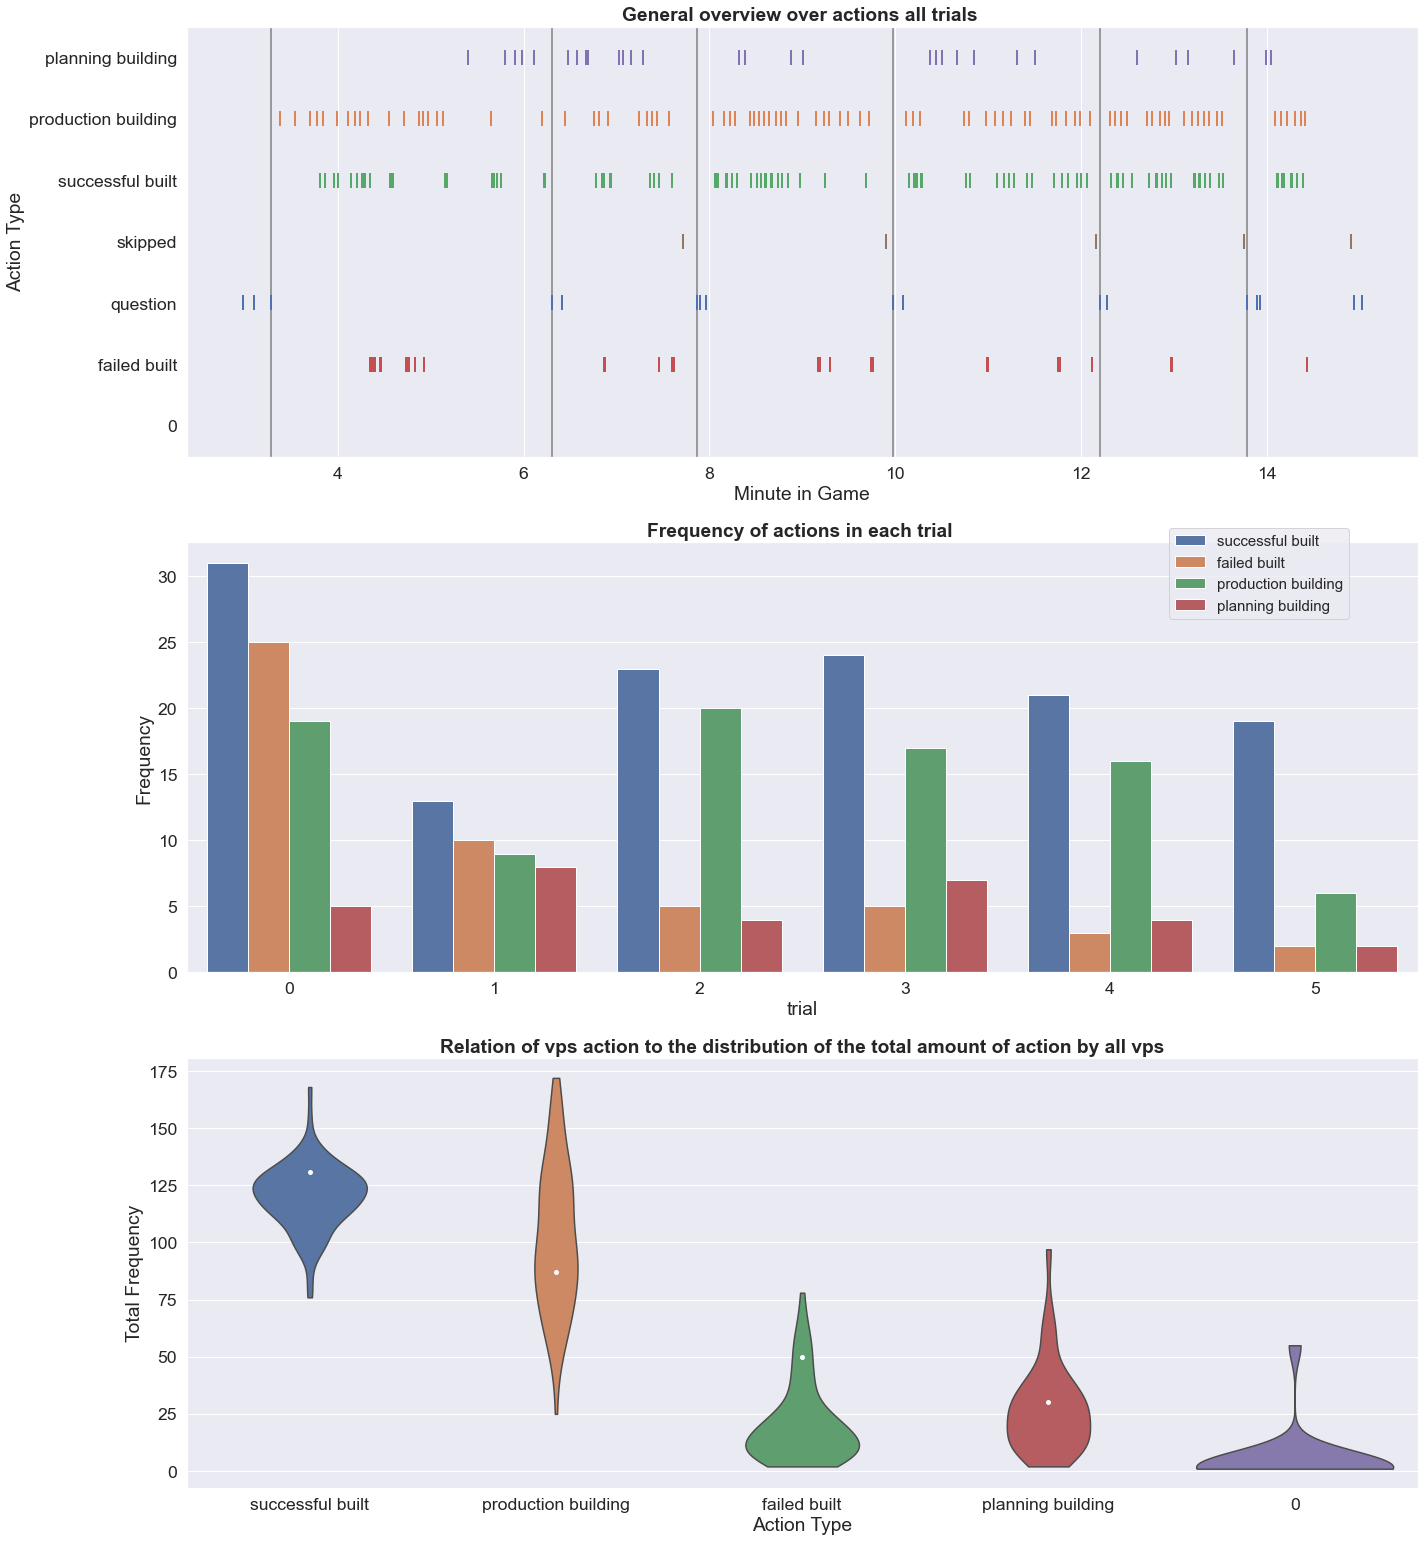 General overview over actions all trials
planning building
production building
successful built
skipped
question
failed built
0
Action Type
4 6 8 10 12 14
Minute in Game
Frequency of actions in each trial
successful built
failed built
production building
planning building
30
25
20
15
10
5
0
Frequency
0 1 2 3 4 5
trial
Relation of vps action to the distribution of the total amount of action by all vps
175
150
125
100
75
50
25
0
Total Frequency
successful built production building failed built planning building 0
Action Type